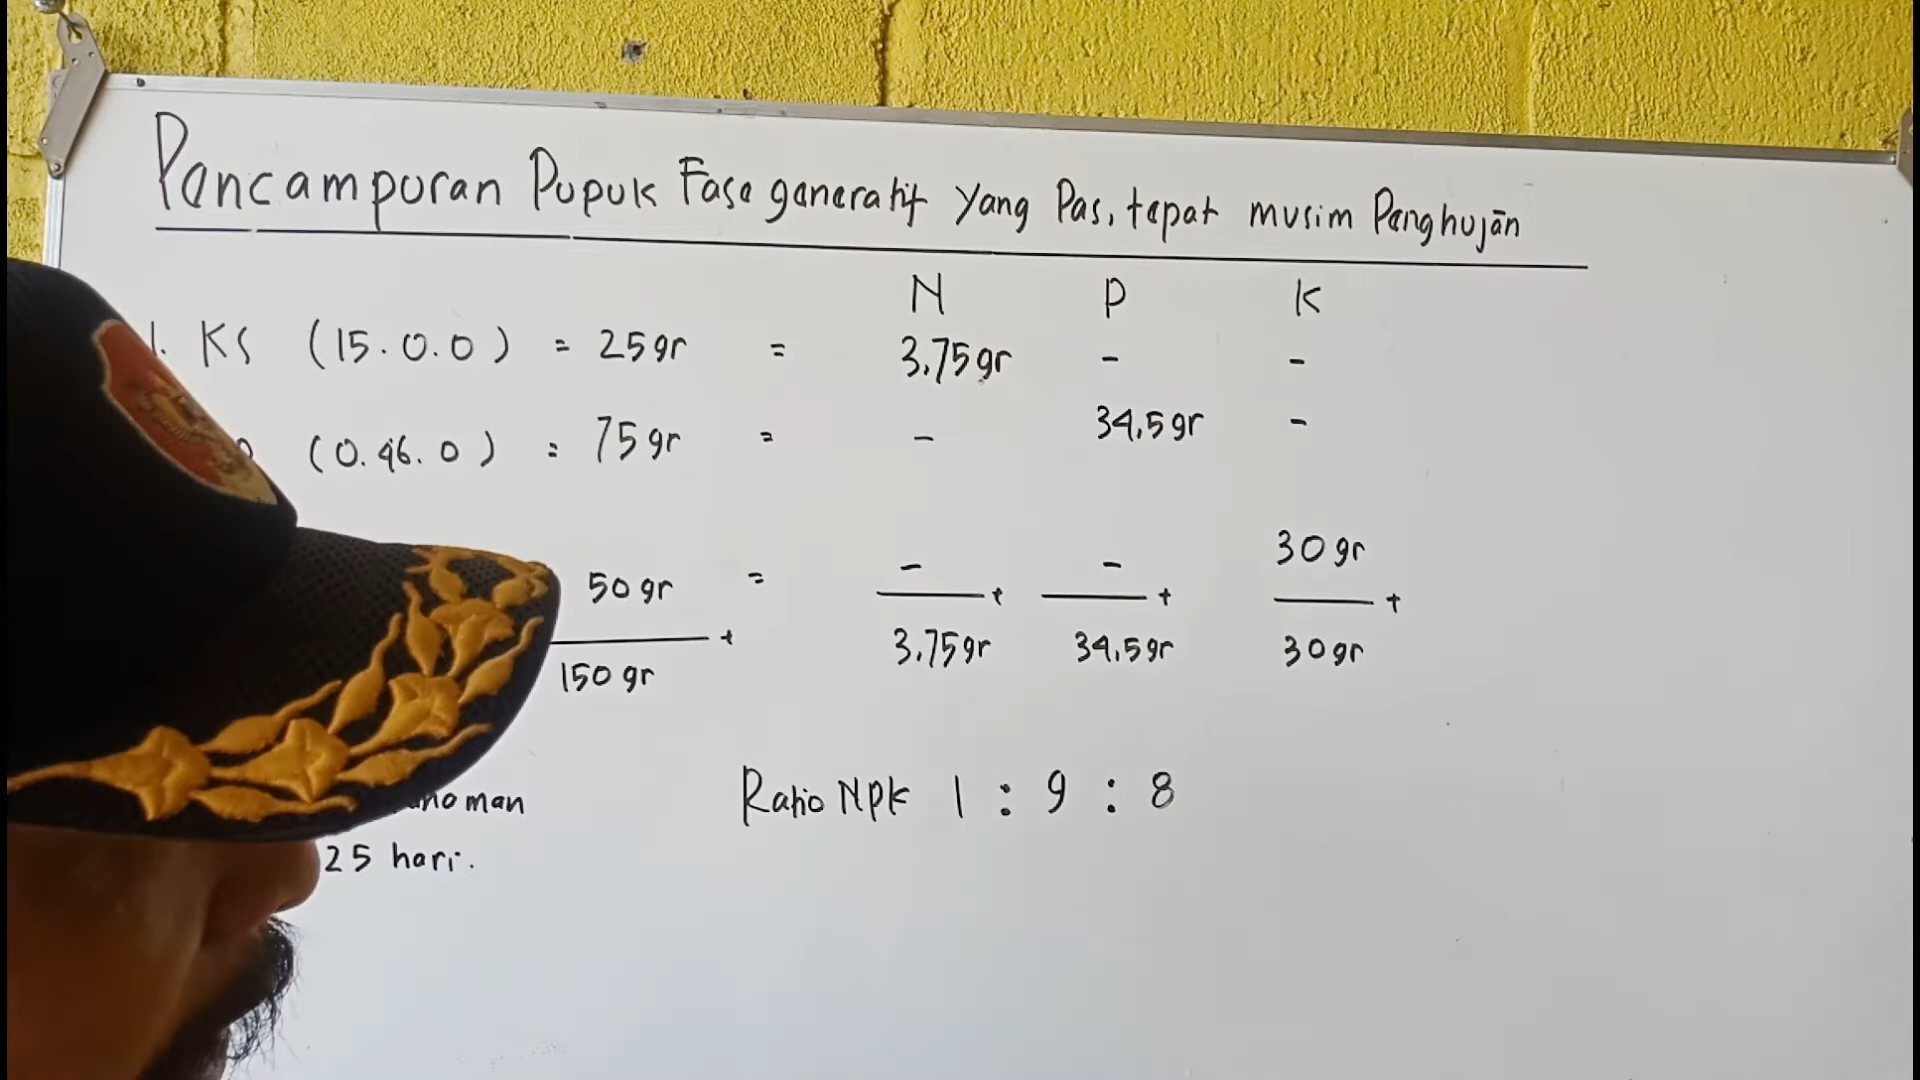 Pencampuran Pupuk Fase generatif yang Pas, tepat musim Penghujan
N P K
1. KS (15.0.0) = 25gr = 3,75gr - -
(0.46.0) = 75gr = - 34,5gr -
50gr = - + - + 30gr +
150gr + 3,75gr 34,5gr 30gr
Ratio NPK 1 : 9 : 8
25 hari.